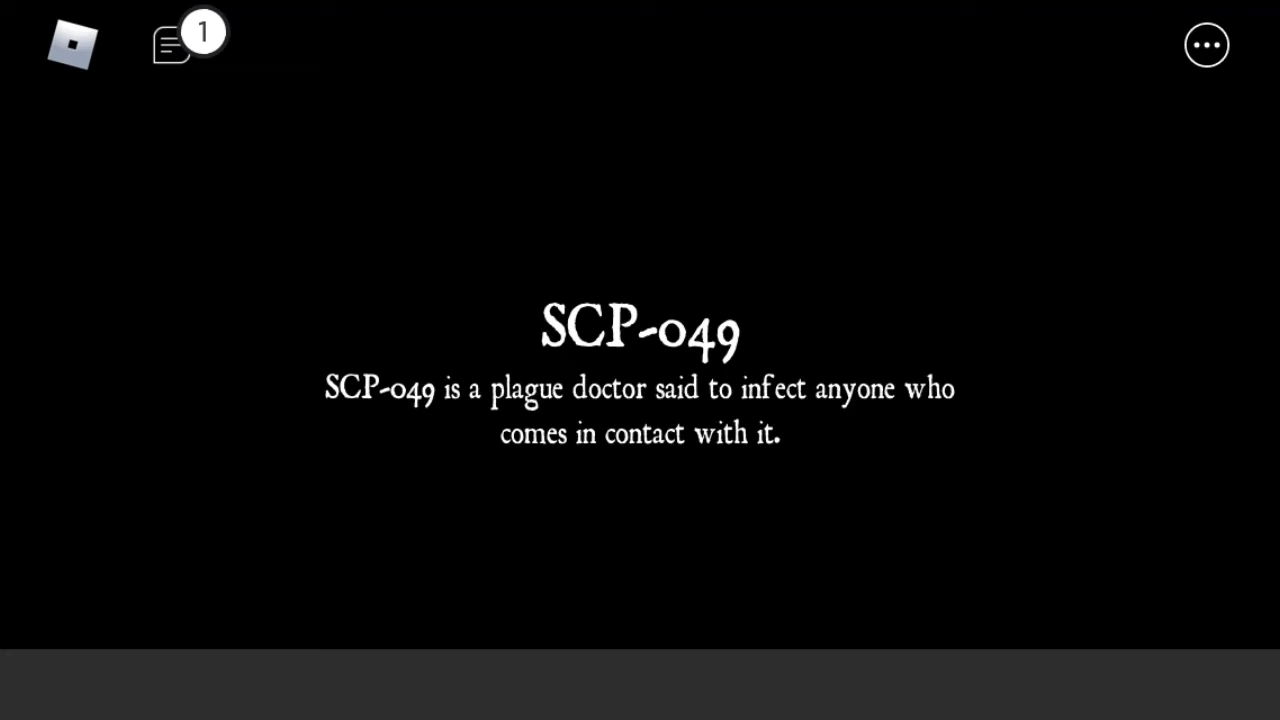 1
SCP-049
SCP-049 is a plague doctor said to infect anyone who
comes in contact with it.